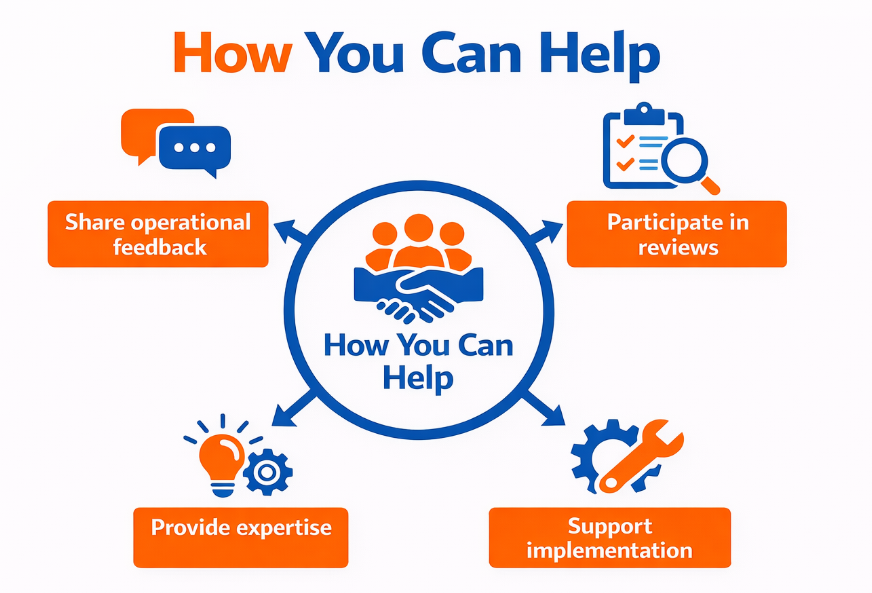 How You Can Help
Share operational
feedback
Participate in
reviews
How You Can
Help
Provide expertise
Support
implementation